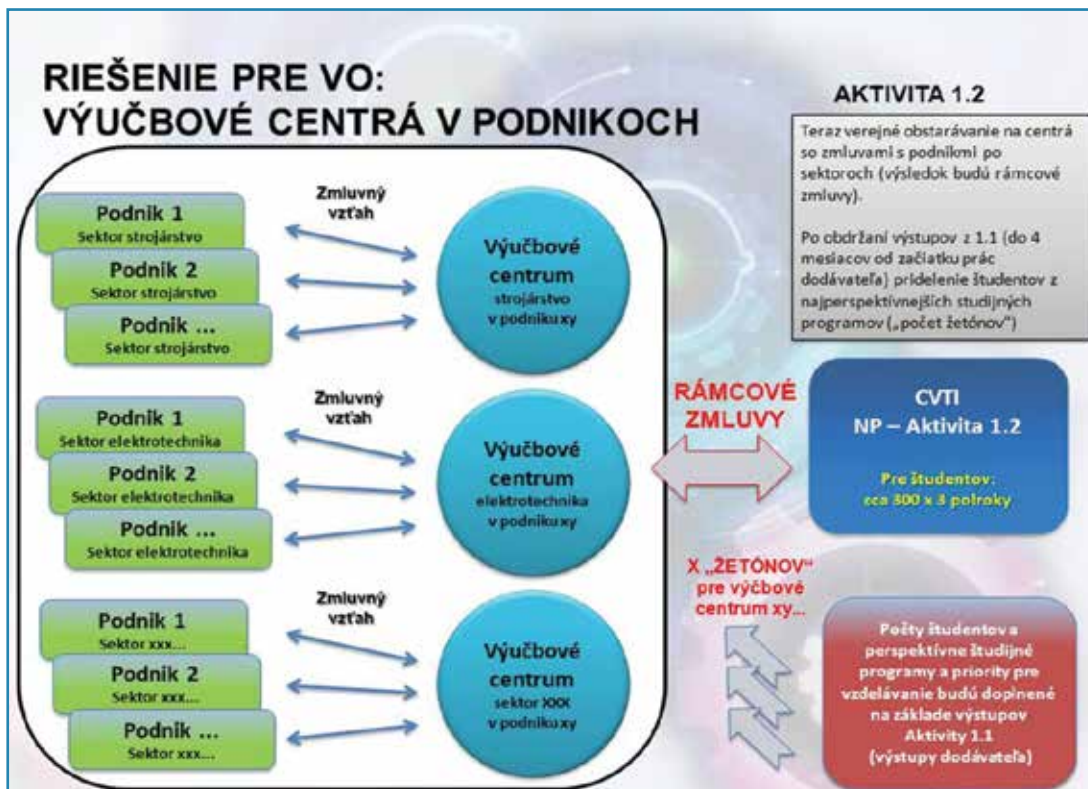 RIEŠENIE PRE VO:
VÝUČBOVÉ CENTRÁ V PODNIKOCH
Podnik 1
Sektor strojárstvo
Podnik 2
Sektor strojárstvo
Podnik ...
Sektor strojárstvo
Zmluvný
vzťah
Výučbové
centrum
strojárstvo
v podniku xy
Podnik 1
Sektor elektrotechnika
Podnik 2
Sektor elektrotechnika
Podnik ...
Sektor elektrotechnika
Zmluvný
vzťah
Výučbové
centrum
elektrotechnika
v podniku xy
Podnik 1
Sektor xxx...
Podnik 2
Sektor xxx...
Podnik ...
Sektor xxx...
Zmluvný
vzťah
Výučbové
centrum
sektor XXX
v podniku xy
AKTIVITA 1.2
Teraz verejné obstarávanie na centrá
so zmluvami s podnikmi po
sektoroch (výsledok budú rámcové
zmluvy).
Po obdržaní výstupov z 1.1 (do 4
mesiacov od začiatku prác
dodávateľa) pridelenie študentov z
najperspektívnejších studijných
programov („počet žetónov“)
RÁMCOVÉ
ZMLUVY
CVTI
NP – Aktivita 1.2
Pre študentov:
cca 300 x 3 polroky
X „ŽETÓNOV“
pre výčbové
centrum xy...
Počty študentov a
perspektívne študijné
programy a priority pre
vzdelávanie budú doplnené
na základe výstupov
Aktivity 1.1
(výstupy dodávateľa)